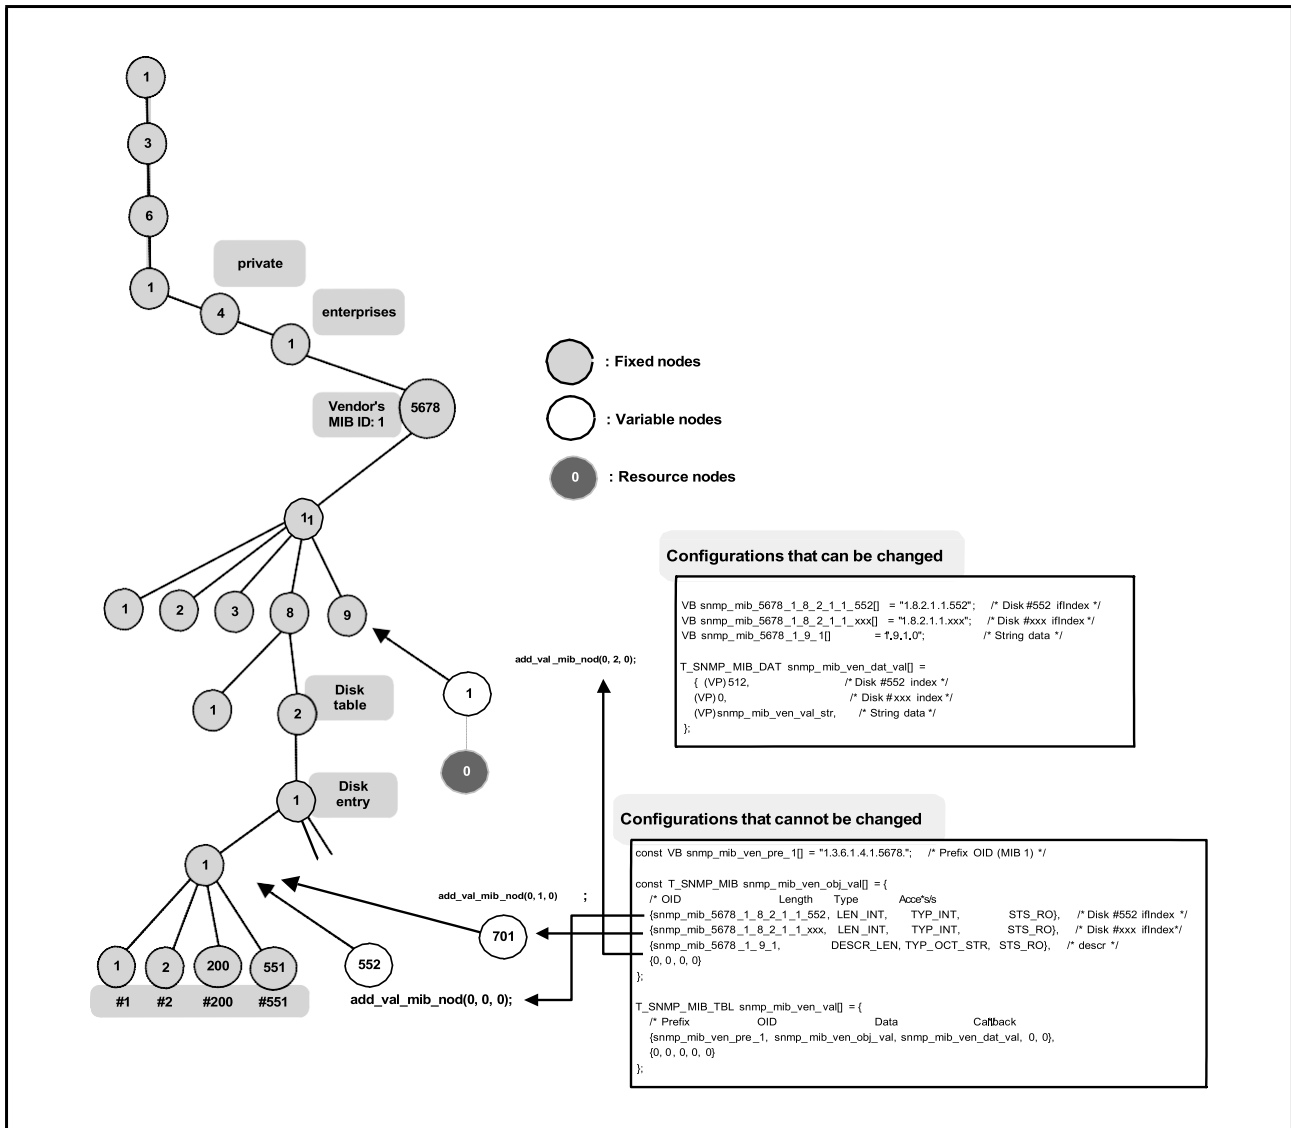 1
3
6
private
1
4
enterprises
1
: Fixed nodes
Vendor's
MIB ID: 1
5678
: Variable nodes
0
: Resource nodes
1
1
1
2
3
8
9
Configurations that can be changed
VB snmp_mib_5678_1_8_2_1_1_552[] = "1.8.2.1.1.552"; /* Disk #552 ifIndex */
VB snmp_mib_5678_1_8_2_1_1_xxx[] = "1.8.2.1.1.xxx"; /* Disk #xxx ifIndex */
VB snmp_mib_5678_1_9_1[] = "1.9.1.0"; /* String data */
T_SNMP_MIB_DAT snmp_mib_ven_dat_val[] =
{ (VP)512, /* Disk #552 index */
(VP)0, /* Disk #xxx index */
(VP)snmp_mib_ven_val_str, /* String data */
};
add_val_mib_nod(0, 2, 0);
1
Disk
table
1
2
0
Disk
entry
1
Configurations that cannot be changed
const VB snmp_mib_ven_pre_1[] = "1.3.6.1.4.1.5678."; /* Prefix OID (MIB 1) */
const T_SNMP_MIB snmp_mib_ven_obj_val[] = {
/* OID Length Type Acce*s/s
{snmp_mib_5678_1_8_2_1_1_552, LEN_INT, TYP_INT, STS_RO}, /* Disk #552 ifIndex */
{snmp_mib_5678_1_8_2_1_1_xxx, LEN_INT, TYP_INT, STS_RO}, /* Disk #xxx ifIndex*/
{snmp_mib_5678_1_9_1, DESCR_LEN, TYP_OCT_STR, STS_RO}, /* descr */
{0, 0, 0, 0}
};
T_SNMP_MIB_TBL snmp_mib_ven_val[] = {
/* Prefix OID Data Callback
{snmp_mib_ven_pre_1, snmp_mib_ven_obj_val, snmp_mib_ven_dat_val, 0, 0},
{0, 0, 0, 0, 0}
};
1
add_val_mib_nod(0, 1, 0) ;
701
1
2
200
551
552
#1 #2 #200 #551
add_val_mib_nod(0, 0, 0);